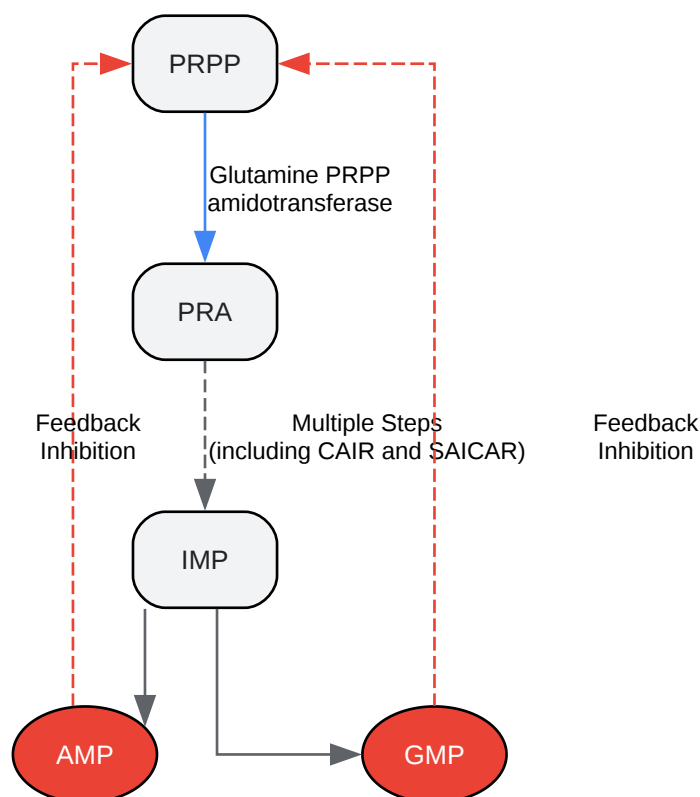 PRPP
Glutamine PRPP
amidotransferase
PRA
Feedback
Inhibition
Multiple Steps
(including CAIR and SAICAR)
Feedback
Inhibition
IMP
AMP
GMP